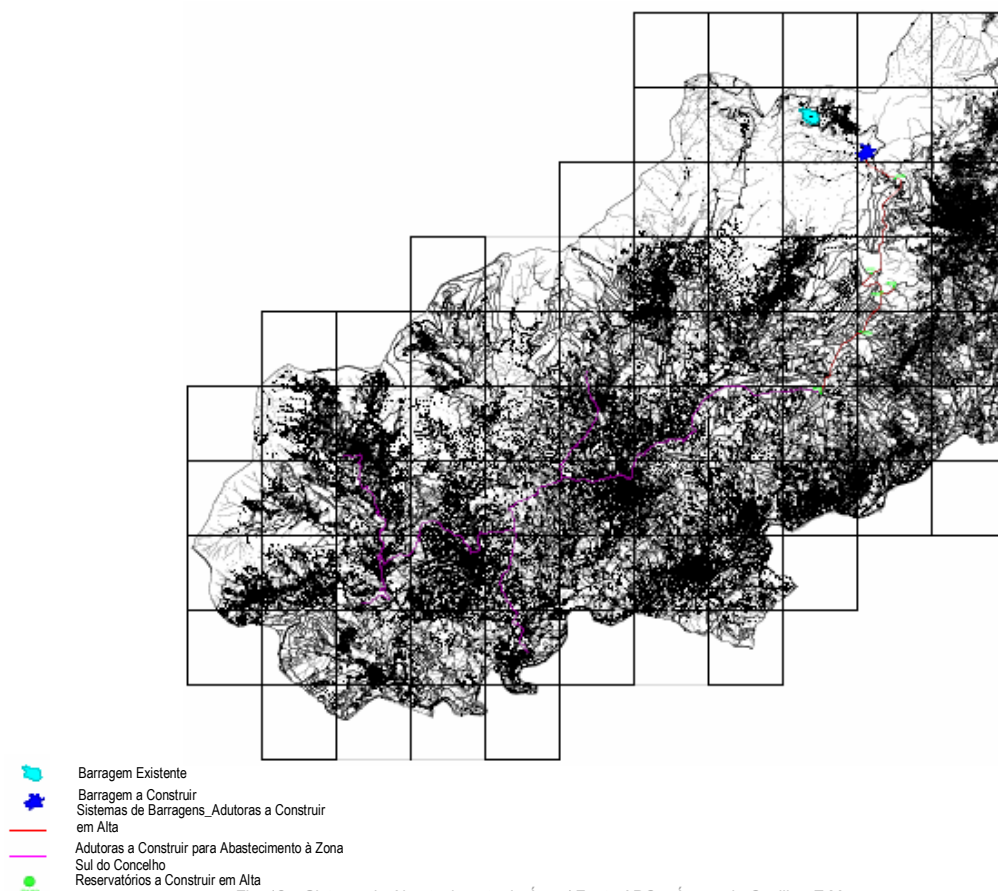 Barragem Existente
Barragem a Construir
Sistemas de Barragens_Adutoras a Construir
em Alta
Adutoras a Construir para Abastecimento à Zona
Sul do Concelho
Reservatórios a Construir em Alta